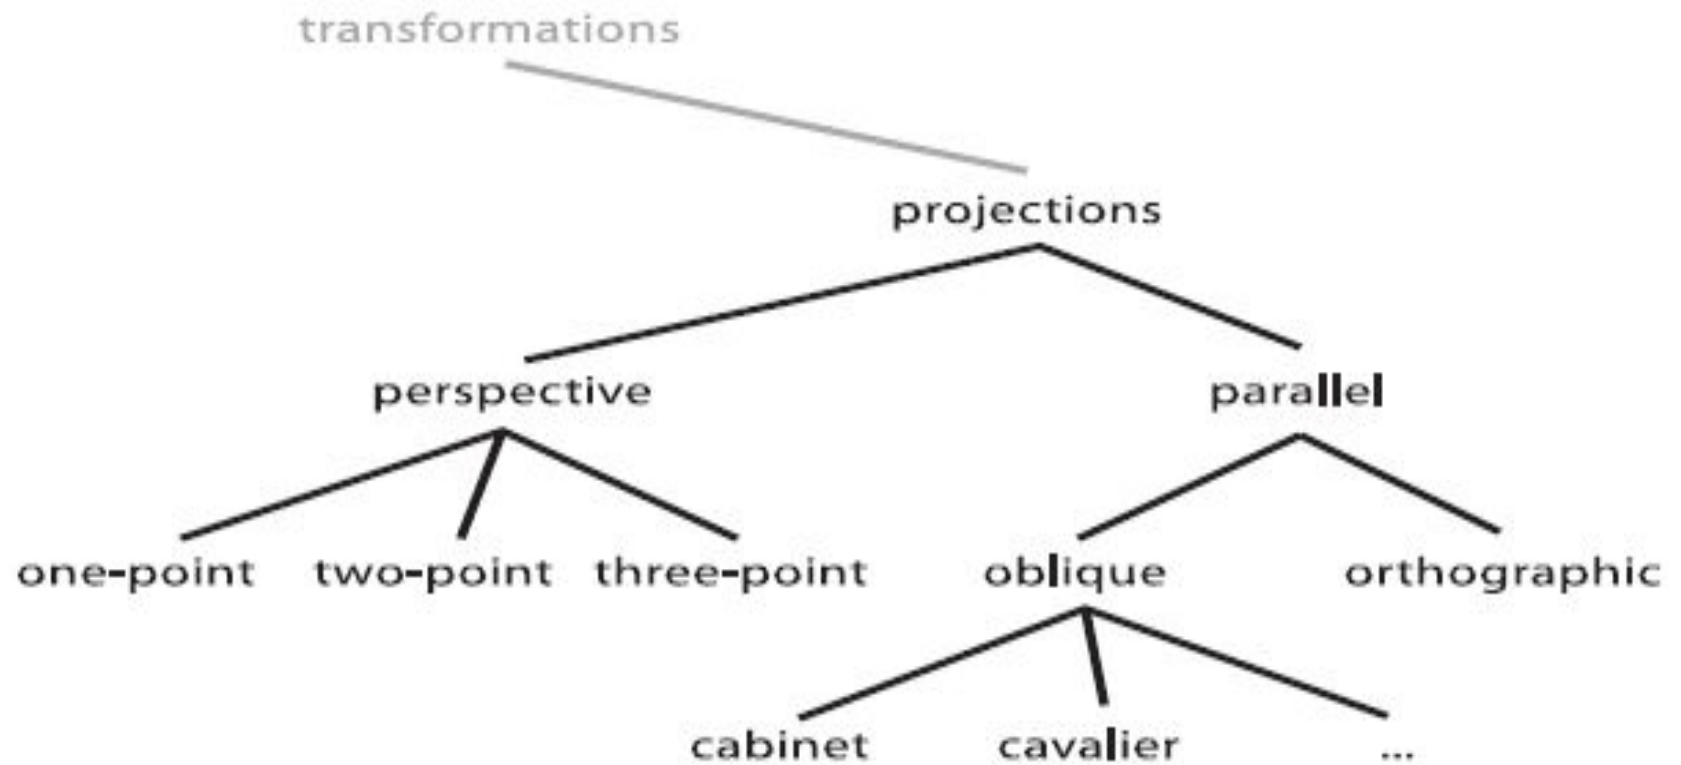 transformations
projections
perspective parallel
one-point two-point three-point oblique orthographic
cabinet cavalier ...